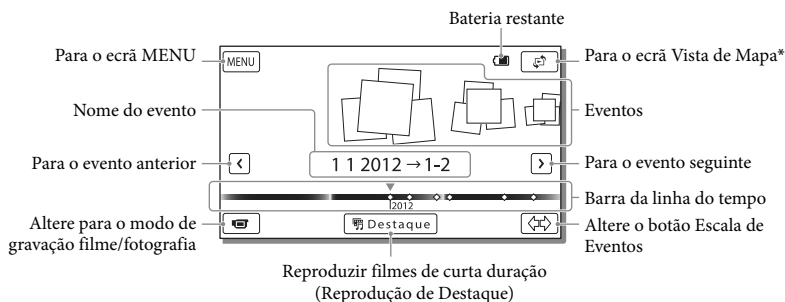 Bateria restante
Para o ecrã MENU
MENU
Para o ecrã Vista de Mapa*
Nome do evento
Eventos
Para o evento anterior
1 1 2012 → 1-2
Para o evento seguinte
Barra da linha do tempo
2012
Altere para o modo de
gravação filme/fotografia
Destaque
Altere o botão Escala de
Eventos
Reproduzir filmes de curta duração
(Reprodução de Destaque)